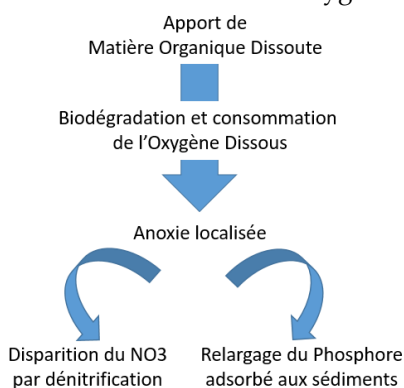 Apport de
Matière Organique Dissoute
Biodégradation et consommation
de l'Oxygène Dissous
Anoxie localisée
Disparition du NO3
par dénitrification
Relargage du Phosphore
adsorbé aux sédiments